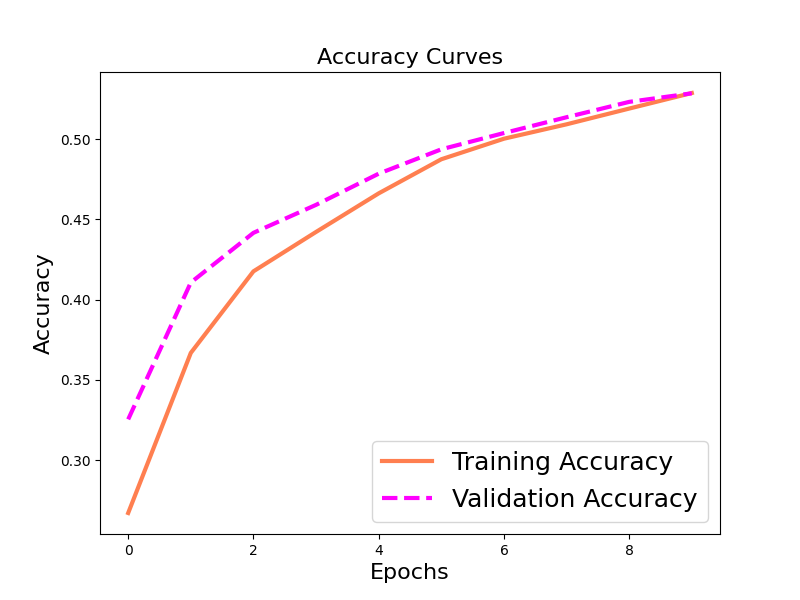 Accuracy Curves
Accuracy
0.50
0.45
0.40
0.35
0.30
Training Accuracy
Validation Accuracy
0 2 4 6 8
Epochs